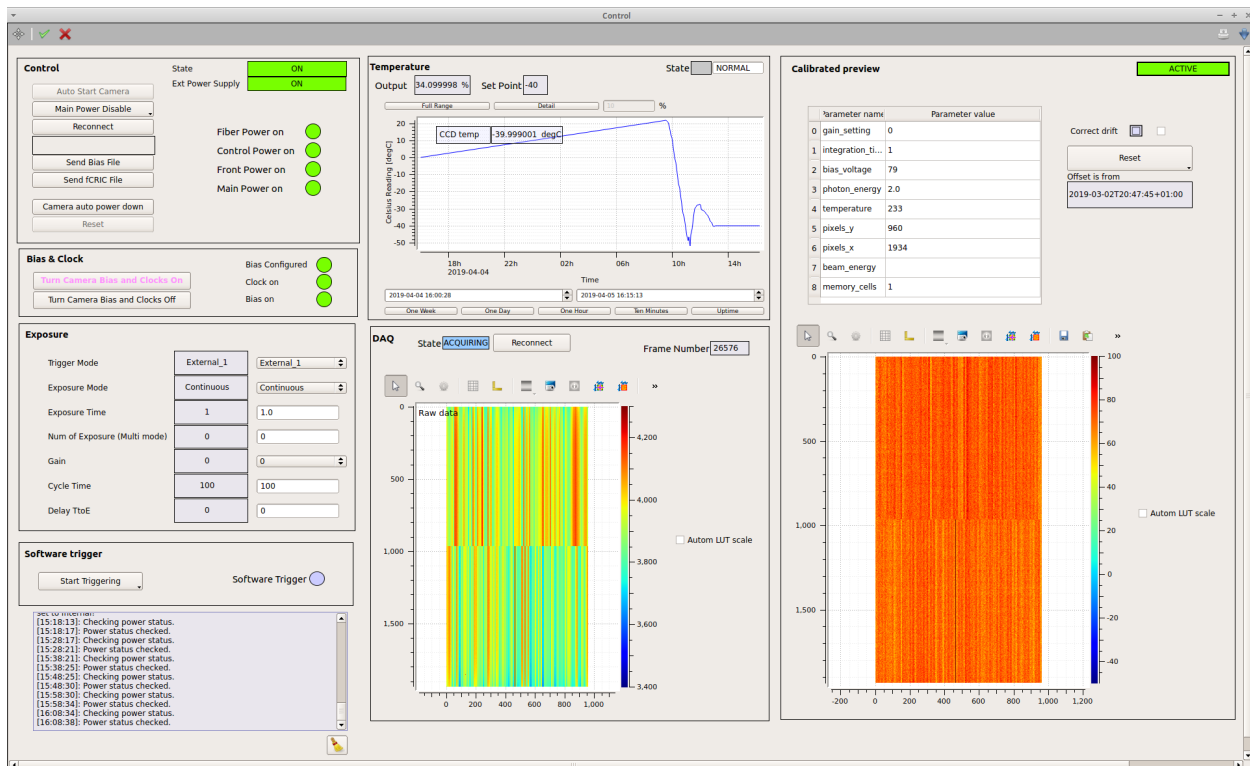 Control
Control
State
ON
Ext Power Supply
ON
Auto Start Camera
Main Power Disable
Reconnect
Send Bias File
Send fCRIC File
Camera auto power down
Reset
Fiber Power on
Control Power on
Front Power on
Main Power on
Bias & Clock
Turn Camera Bias and Clocks On
Turn Camera Bias and Clocks Off
Bias Configured
Clock on
Bias on
Exposure
Trigger Mode External_1 External_1
Exposure Mode Continuous Continuous
Exposure Time 1 1.0
Num of Exposure (Multi mode) 0 0
Gain 0 0
Cycle Time 100 100
Delay TtoE 0 0
Software trigger
Start Triggering
Software Trigger
set to internal!
[15:18:13]: Checking power status.
[15:18:17]: Power status checked.
[15:28:17]: Checking power status.
[15:28:21]: Power status checked.
[15:38:21]: Checking power status.
[15:38:25]: Power status checked.
[15:48:25]: Checking power status.
[15:48:30]: Power status checked.
[15:58:30]: Checking power status.
[15:58:34]: Power status checked.
[16:08:34]: Checking power status.
[16:08:38]: Power status checked.
Temperature
State NORMAL
Output 34.099998 % Set Point -40
Full Range Detail 10 %
CCD temp -39.999001 degC
Celsius Reading [degC]
20
10
0
-10
-20
-30
-40
-50
18h 22h 02h 06h 10h 14h
2019-04-04
Time
2019-04-04 16:00:28 2019-04-05 16:15:13
One Week One Day One Hour Ten Minutes Uptime
DAQ
State ACQUIRING Reconnect
Frame Number 26576
»
Raw data
0
500
1,000
1,500
0 200 400 600 800 1,000
4,200
4,000
3,800
3,600
3,400
Autom LUT scale
Calibrated preview
ACTIVE
Parameter name Parameter value
0 gain_setting 0
1 integration_ti... 1
2 bias_voltage 79
3 photon_energy 2.0
4 temperature 233
5 pixels_y 960
6 pixels_x 1934
7 beam_energy
8 memory_cells 1
Correct drift
Reset
Offset is from
2019-03-02T20:47:45+01:00
»
0
500
1,000
1,500
-200 0 200 400 600 800 1,000 1,200
100
80
60
40
20
0
-20
-40
Autom LUT scale